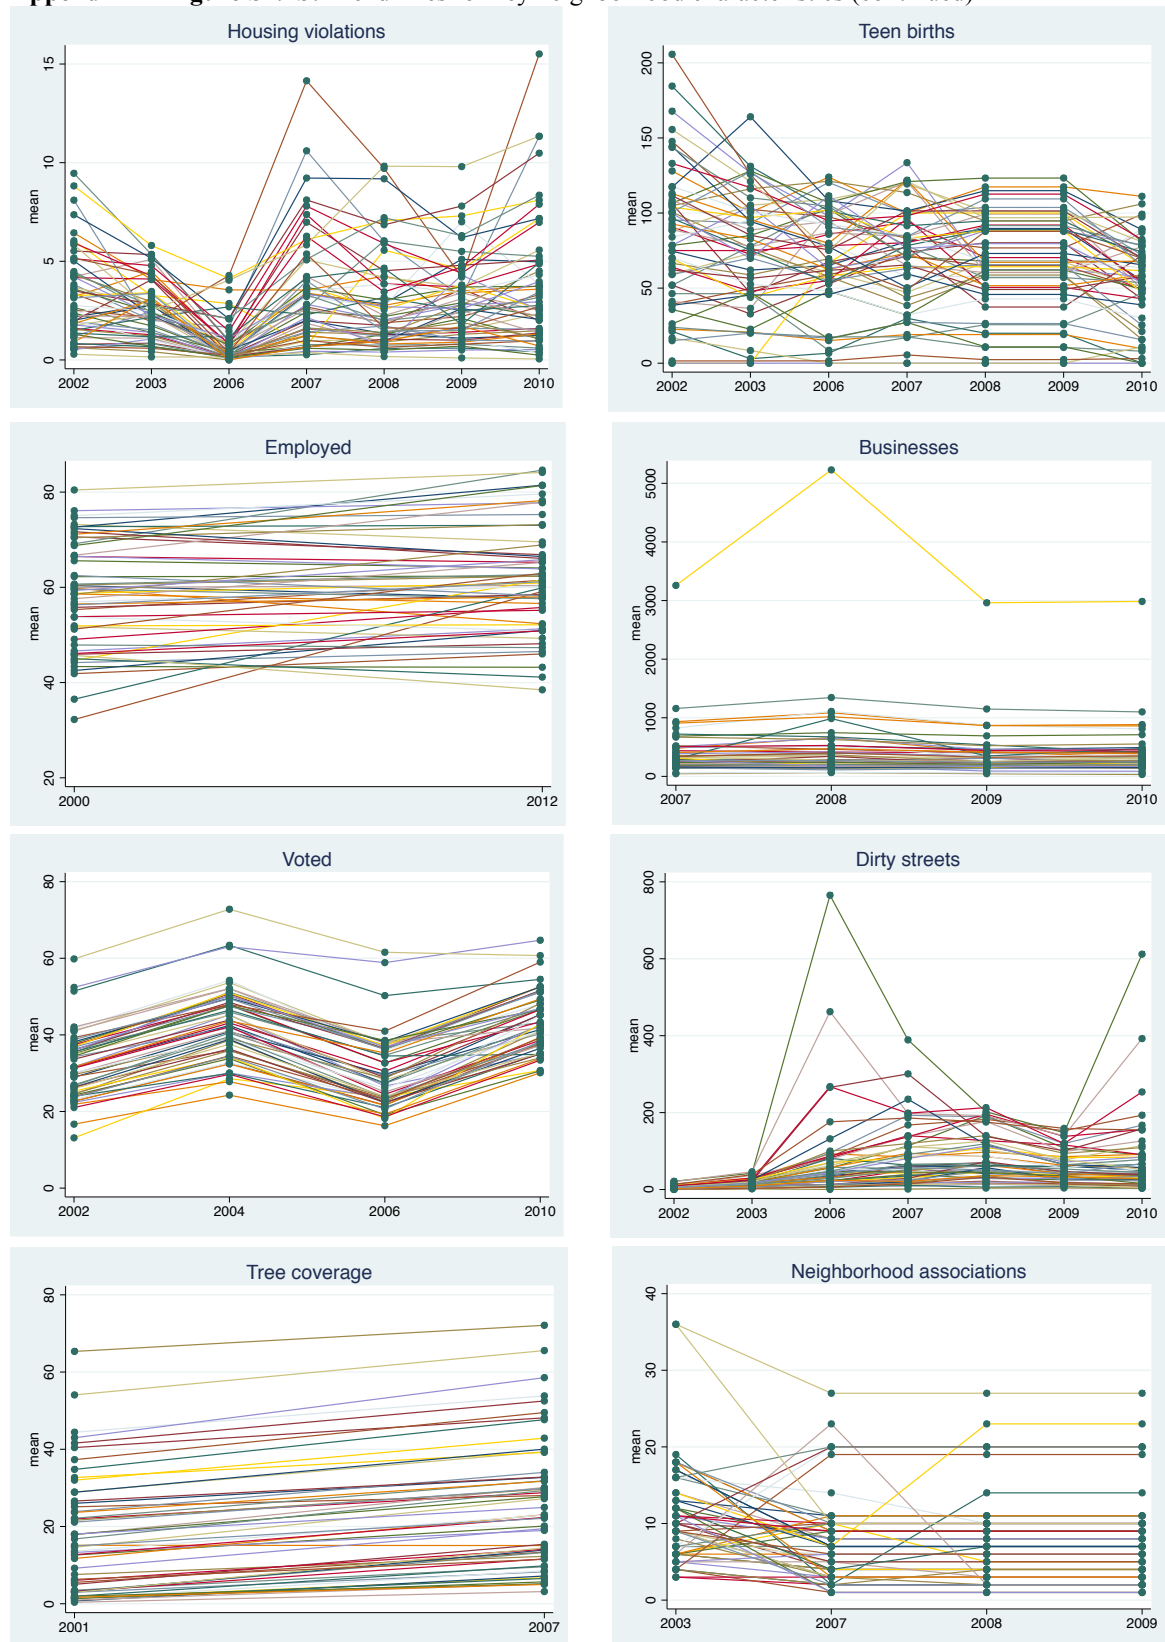 (continued)
Housing violations
mean
0
5
10
15
2002 2003 2006 2007 2008 2009 2010
Teen births
mean
0
50
100
150
200
2002 2003 2006 2007 2008 2009 2010
Employed
mean
20
40
60
80
2000 2012
Businesses
mean
0
1000
2000
3000
4000
5000
2007 2008 2009 2010
Voted
mean
0
20
40
60
80
2002 2004 2006 2010
Dirty streets
mean
0
200
400
600
800
2002 2003 2006 2007 2008 2009 2010
Tree coverage
mean
0
20
40
60
80
2001 2007
Neighborhood associations
mean
0
10
20
30
40
2003 2007 2008 2009